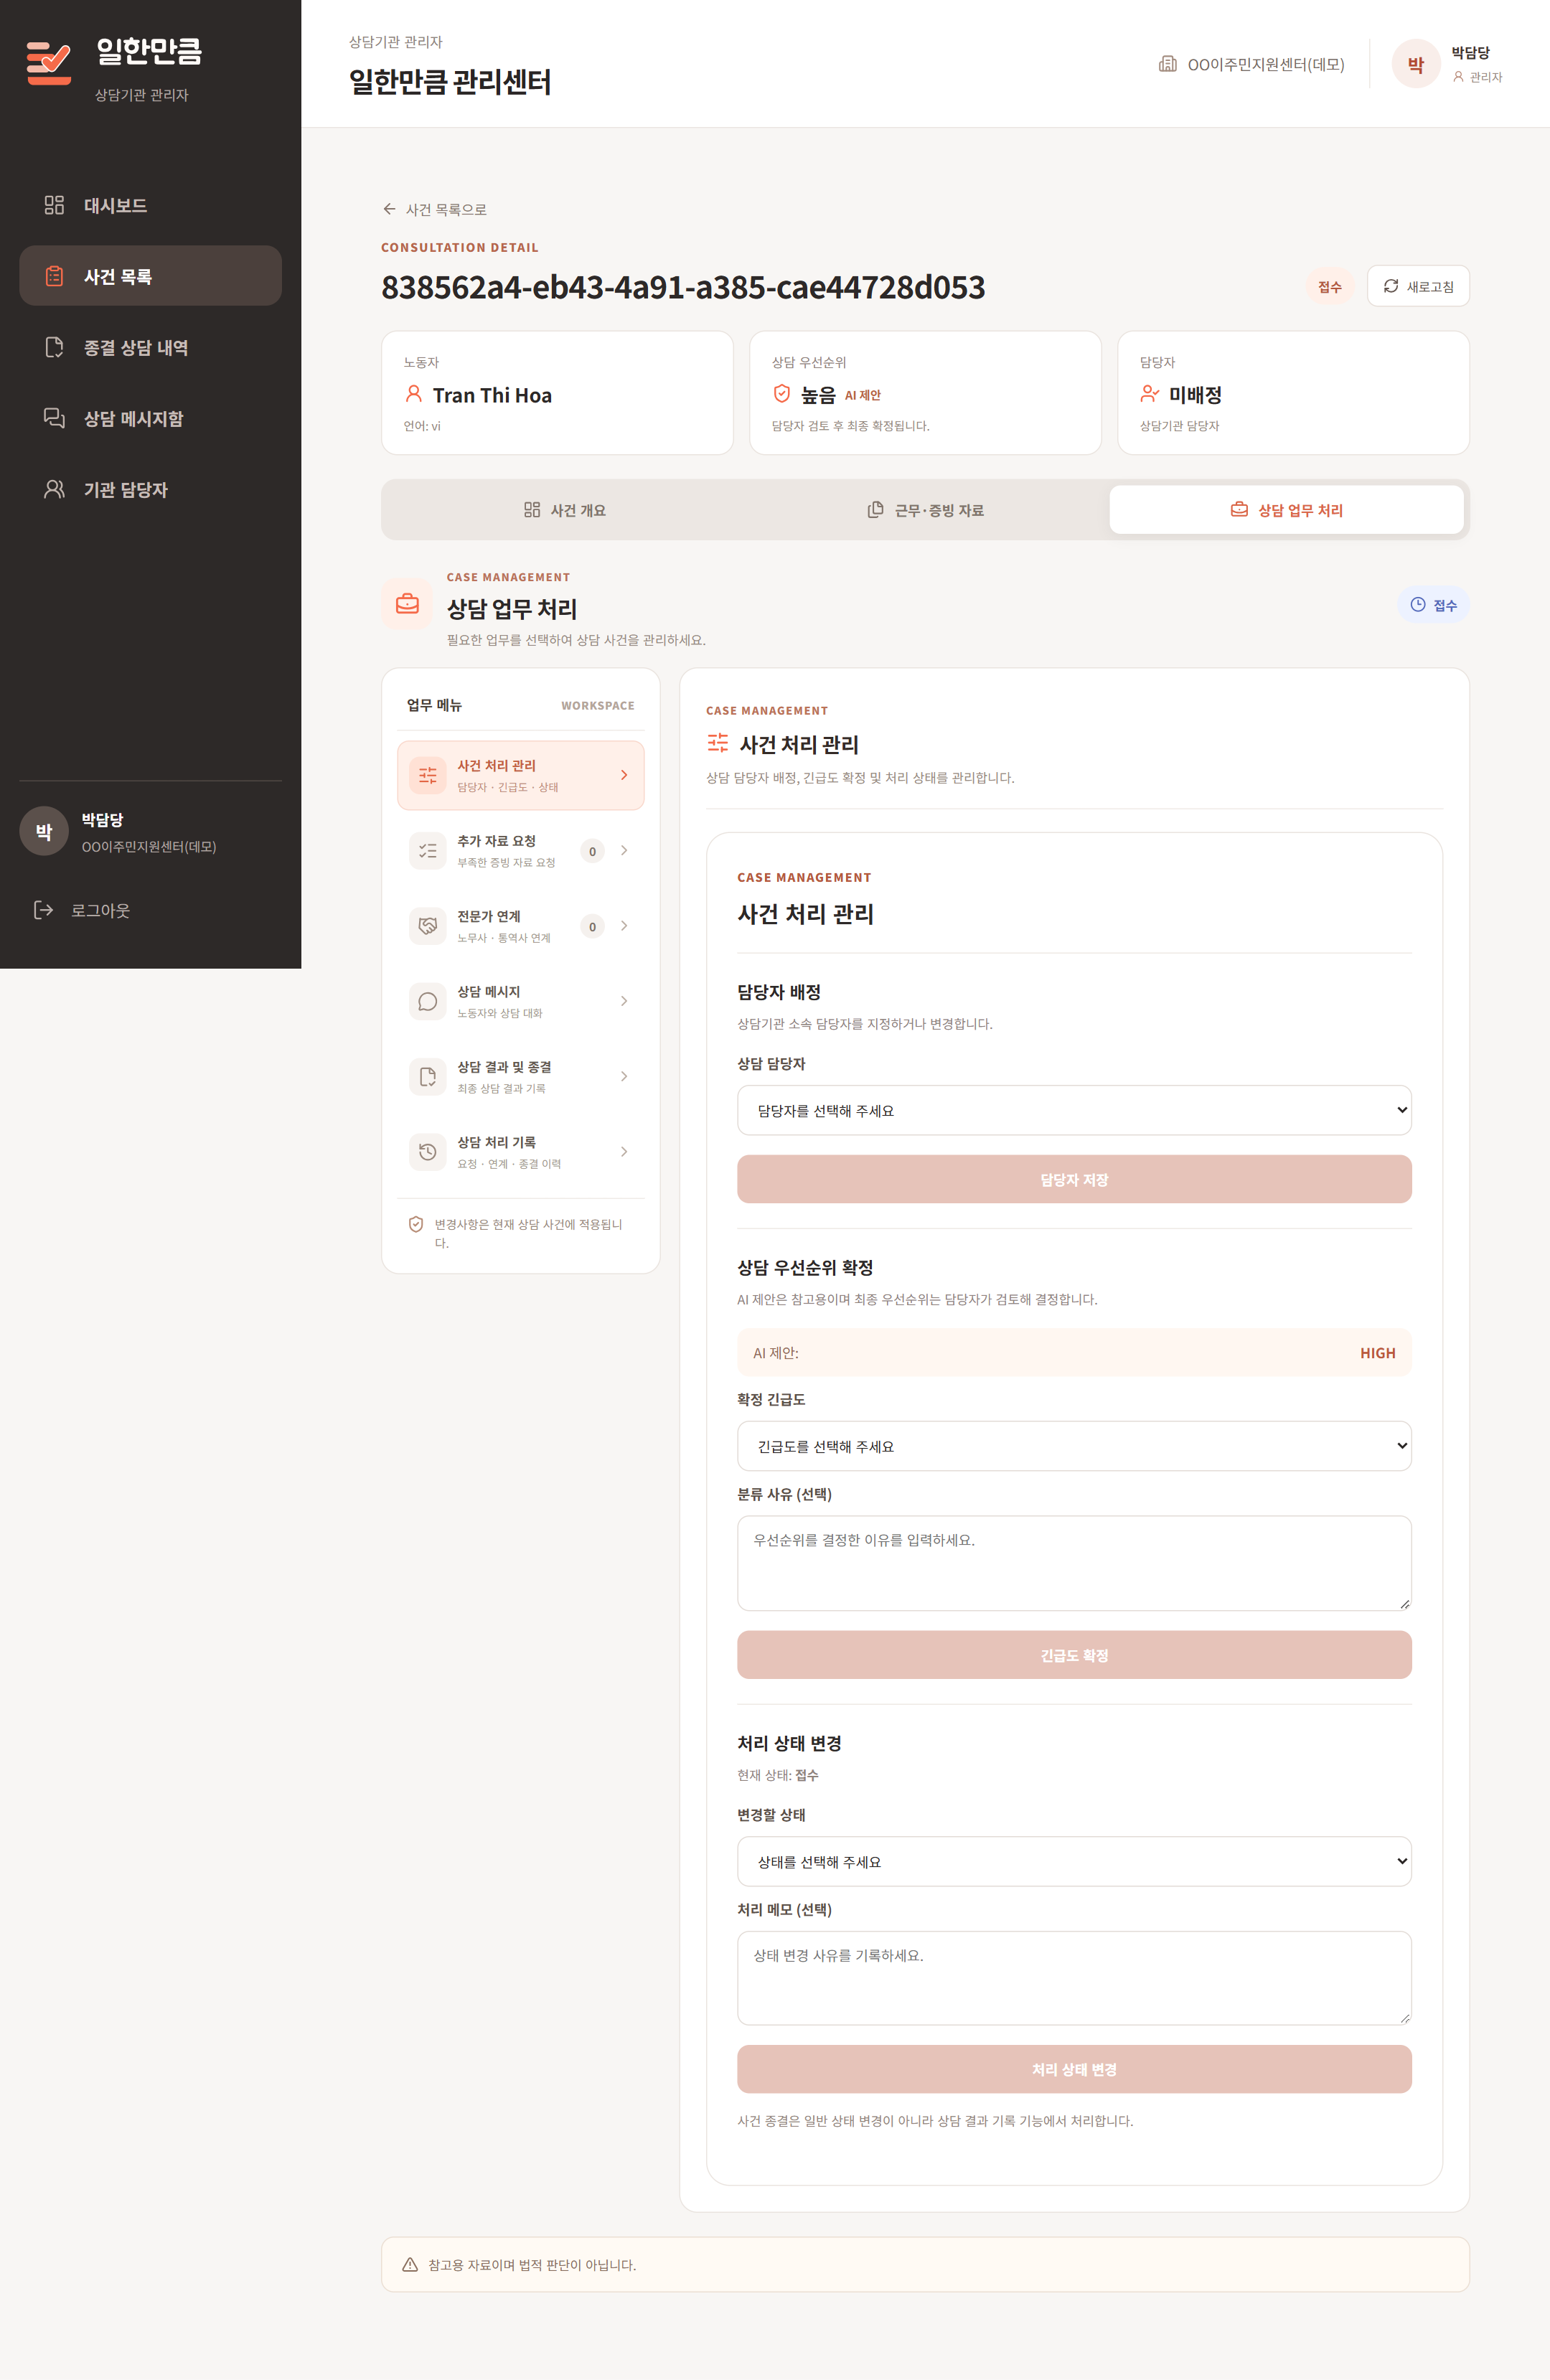 일한만큼
상담기관 관리자
대시보드
사건 목록
종결 상담 내역
상담 메시지함
기관 담당자
박
박담당
OO이주민지원센터(데모)
로그아웃
상담기관 관리자
일한만큼 관리센터
OO이주민지원센터(데모)
박
박담당
관리자
사건 목록으로
CONSULTATION DETAIL
838562a4-eb43-4a91-a385-cae44728d053
접수
새로고침
노동자
Tran Thi Hoa
언어: vi
상담 우선순위
높음 AI 제안
담당자 검토 후 최종 확정됩니다.
담당자
미배정
상담기관 담당자
사건 개요
근무·증빙 자료
상담 업무 처리
CASE MANAGEMENT
상담 업무 처리
필요한 업무를 선택하여 상담 사건을 관리하세요.
접수
업무 메뉴
WORKSPACE
사건 처리 관리
담당자 · 긴급도 · 상태
추가 자료 요청
부족한 증빙 자료 요청
0
전문가 연계
노무사 · 통역사 연계
0
상담 메시지
노동자와 상담 대화
상담 결과 및 종결
최종 상담 결과 기록
상담 처리 기록
요청 · 연계 · 종결 이력
변경사항은 현재 상담 사건에 적용됩니
다.
CASE MANAGEMENT
사건 처리 관리
상담 담당자 배정, 긴급도 확정 및 처리 상태를 관리합니다.
CASE MANAGEMENT
사건 처리 관리
담당자 배정
상담기관 소속 담당자를 지정하거나 변경합니다.
상담 담당자
담당자를 선택해 주세요
담당자 저장
상담 우선순위 확정
AI 제안은 참고용이며 최종 우선순위는 담당자가 검토해 결정합니다.
AI 제안:
HIGH
확정 긴급도
긴급도를 선택해 주세요
분류 사유 (선택)
우선순위를 결정한 이유를 입력하세요.
긴급도 확정
처리 상태 변경
현재 상태: 접수
변경할 상태
상태를 선택해 주세요
처리 메모 (선택)
상태 변경 사유를 기록하세요.
처리 상태 변경
사건 종결은 일반 상태 변경이 아니라 상담 결과 기록 기능에서 처리합니다.
참고용 자료이며 법적 판단이 아닙니다.